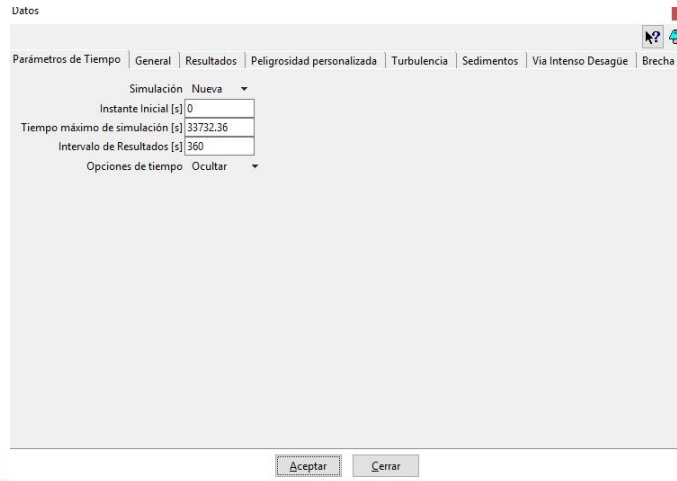 Datos
Parámetros de Tiempo General Resultados Peligrosidad personalizada Turbulencia Sedimentos Via Intenso Desagüe Brecha
Simulación Nueva
Instante Inicial [s] 0
Tiempo máximo de simulación [s] 33732.36
Intervalo de Resultados [s] 360
Opciones de tiempo Ocultar
Aceptar Cerrar